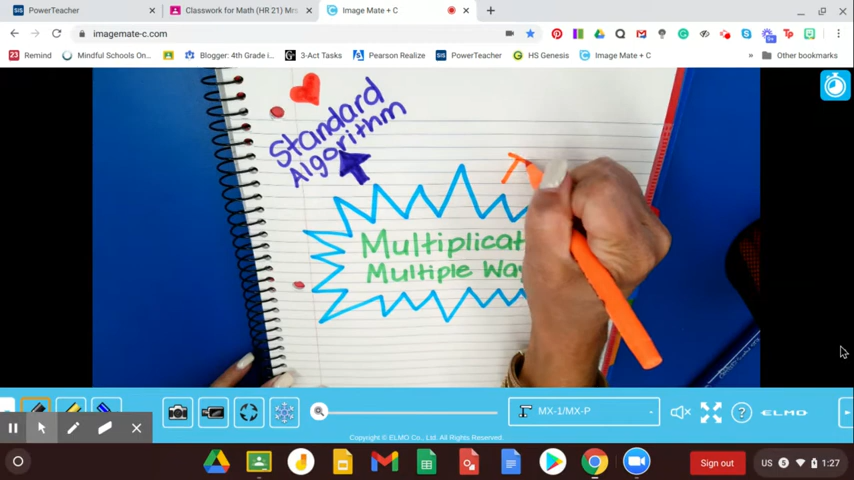 PowerTeacher
Classwork for Math (HR 21) Mrs
Image Mate + C
imagemate-c.com
Remind
Mindful Schools On...
Blogger: 4th Grade i...
3-Act Tasks
Pearson Realize
PowerTeacher
HS Genesis
Image Mate + C
Other bookmarks
Standard
Algorithm
Multiplicat
Multiple Way
MX-1/MX-P
ELMO
Copyright © ELMO Co., Ltd. All Rights Reserved.
Sign out
US
1:27